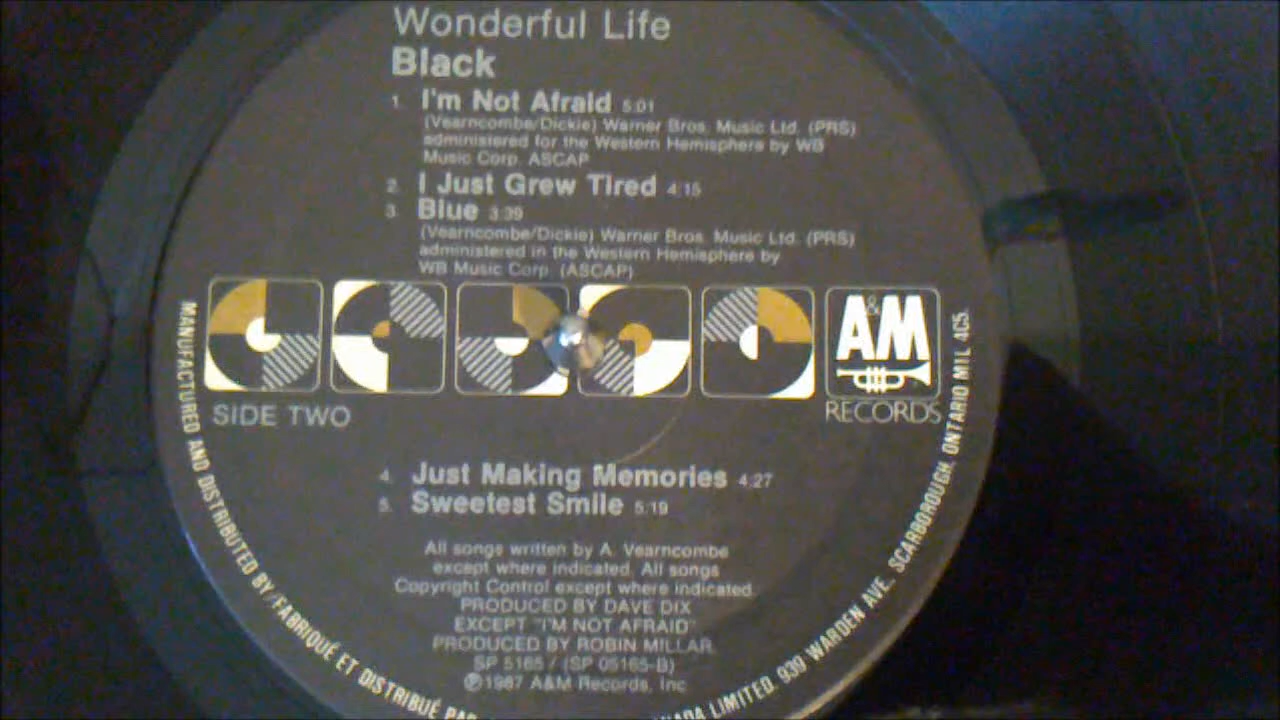 Wonderful Life
Black
1. I'm Not Afraid 5:01
(Vearncombe/Dickie) Warner Bros. Music Ltd. (PRS)
administered for the Western Hemisphere by WB
Music Corp. ASCAP
2. I Just Grew Tired 4:15
3. Blue 3:39
(Vearncombe/Dickie) Warner Bros. Music Ltd. (PRS)
administered in the Western Hemisphere by
WB Music Corp. (ASCAP)
A&M
RECORDS
SIDE TWO
4. Just Making Memories 4:27
5. Sweetest Smile 5:19
All songs written by A. Vearncombe
except where indicated. All songs
Copyright Control except where indicated.
PRODUCED BY DAVE DIX
EXCEPT "I'M NOT AFRAID"
PRODUCED BY ROBIN MILLAR
SP 5165 / (SP 05165-B)
℗1987 A&M Records, Inc
MANUFACTURED AND DISTRIBUTED BY/FABRIQUÉ ET DISTRIBUÉ PAR LIMITED. 939 WARDEN AVE., SCARBOROUGH, ONTARIO M1L 4C5.